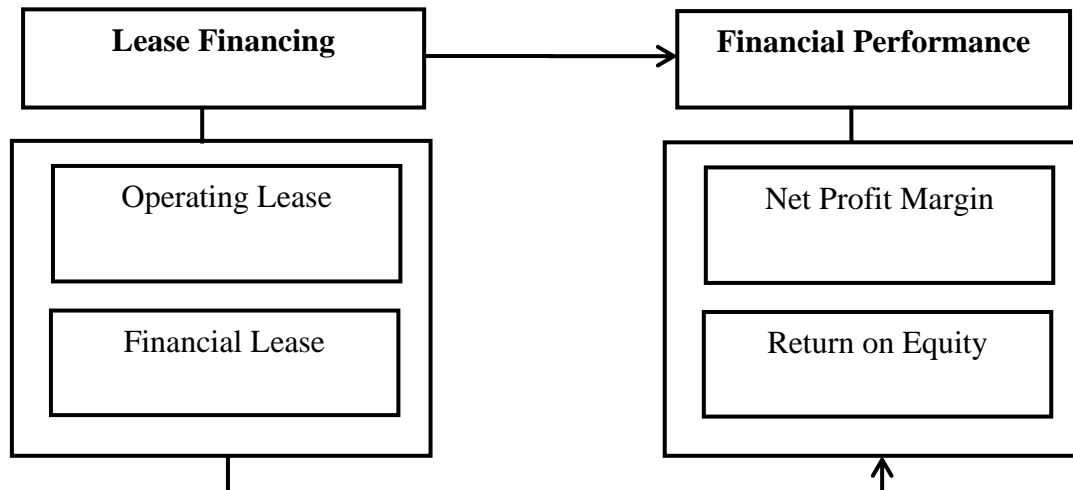 Lease Financing
Financial Performance
Operating Lease
Net Profit Margin
Financial Lease
Return on Equity